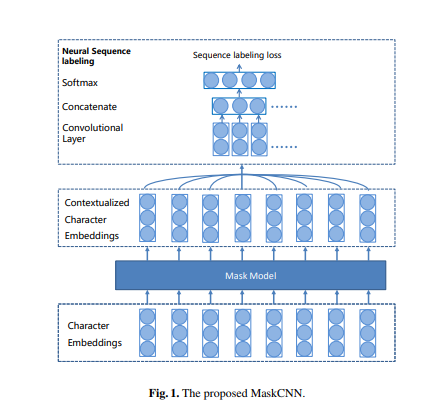 Neural Sequence
labeling
Sequence labeling loss
Softmax
Concatenate
Convolutional
Layer
Contextualized
Character
Embeddings
Mask Model
Character
Embeddings
Fig. 1. The proposed MaskCNN.